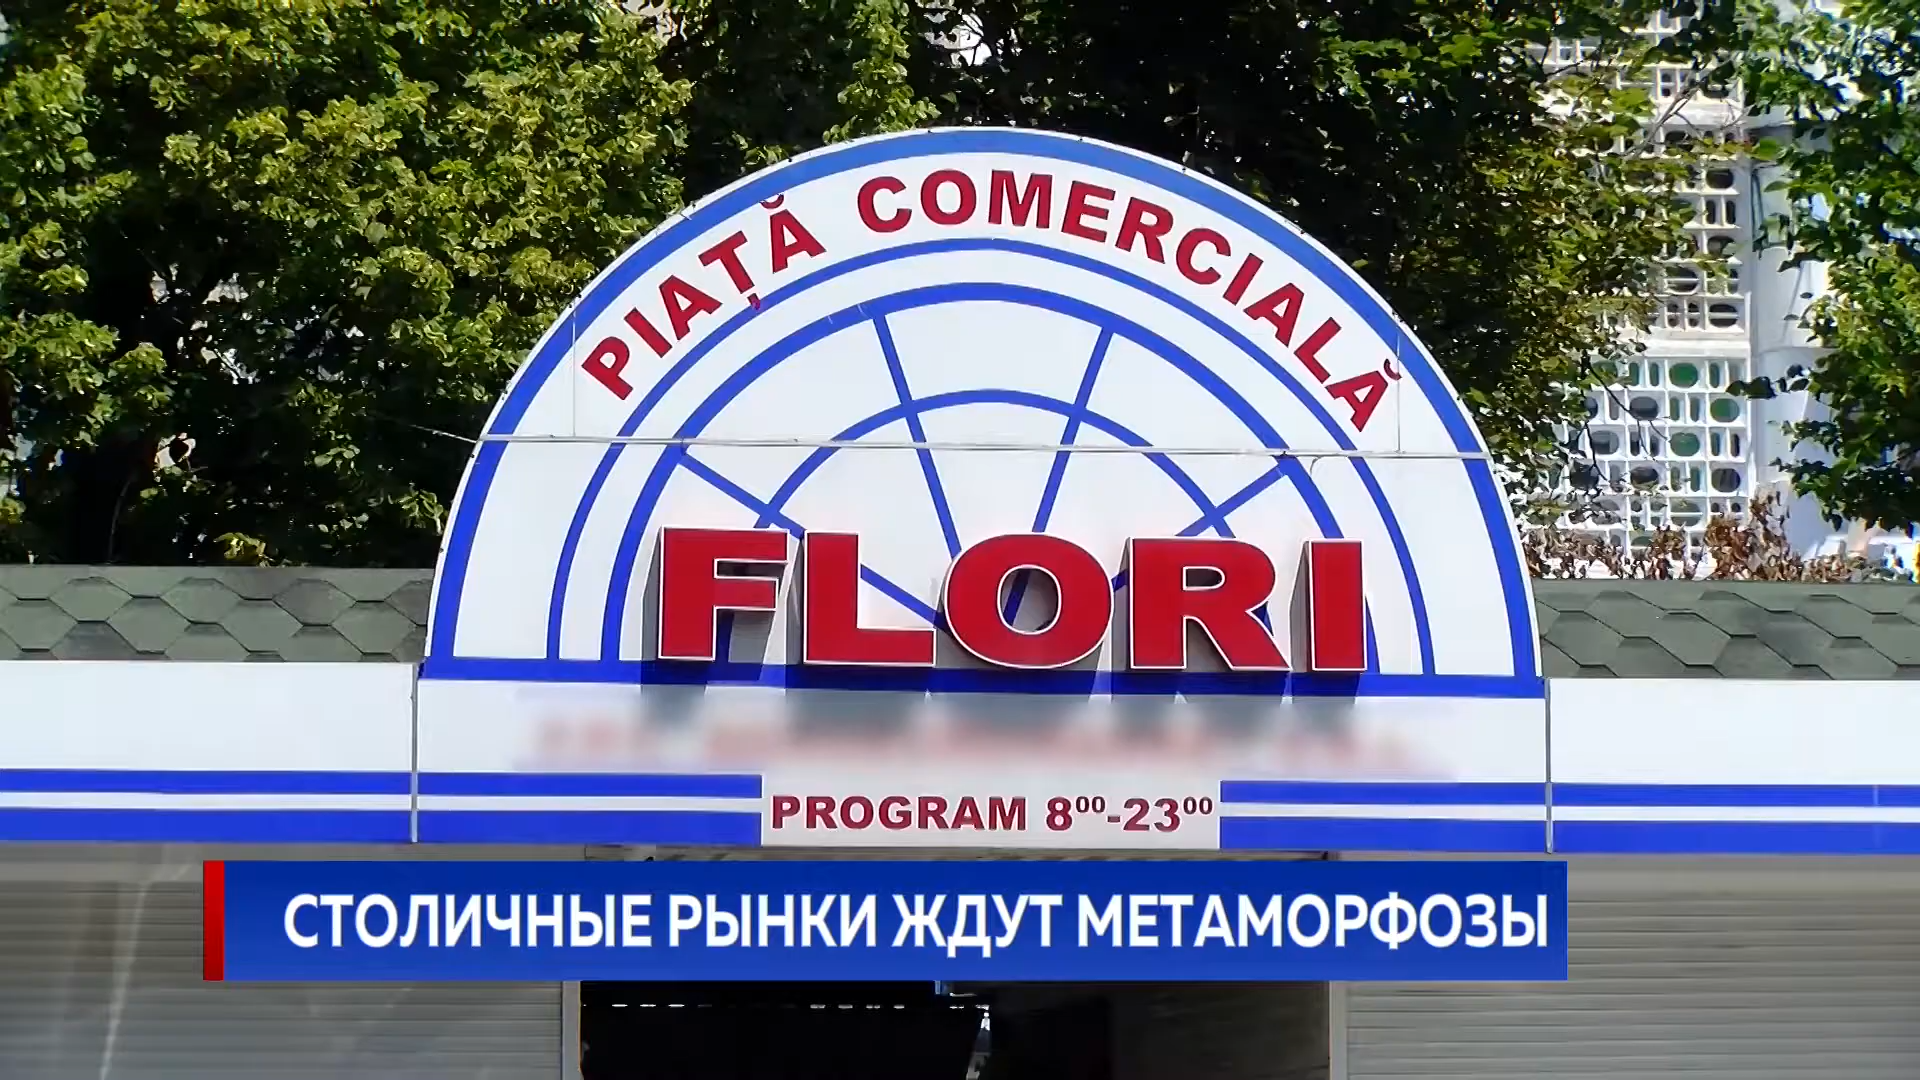 PIAȚĂ COMERCIALĂ
FLORI
PROGRAM 8⁰⁰-23⁰⁰
СТОЛИЧНЫЕ РЫНКИ ЖДУТ МЕТАМОРФОЗЫ